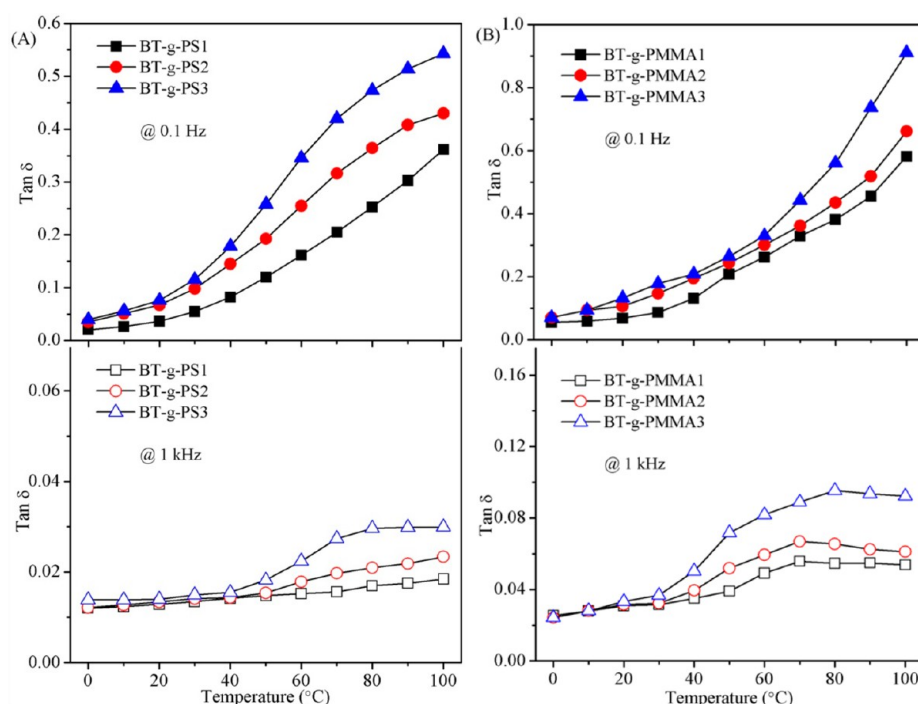 (A)
0.6
0.5
0.4
0.3
0.2
0.1
0.0
Tan δ
BT-g-PS1
BT-g-PS2
BT-g-PS3
@ 0.1 Hz
0.06
0.04
0.02
0.00
Tan δ
BT-g-PS1
BT-g-PS2
BT-g-PS3
@ 1 kHz
0 20 40 60 80 100
Temperature (°C)
(B)
1.0
0.8
0.6
0.4
0.2
0.0
Tan δ
BT-g-PMMA1
BT-g-PMMA2
BT-g-PMMA3
@ 0.1 Hz
0.16
0.12
0.08
0.04
0.00
Tan δ
BT-g-PMMA1
BT-g-PMMA2
BT-g-PMMA3
@ 1 kHz
0 20 40 60 80 100
Temperature (°C)